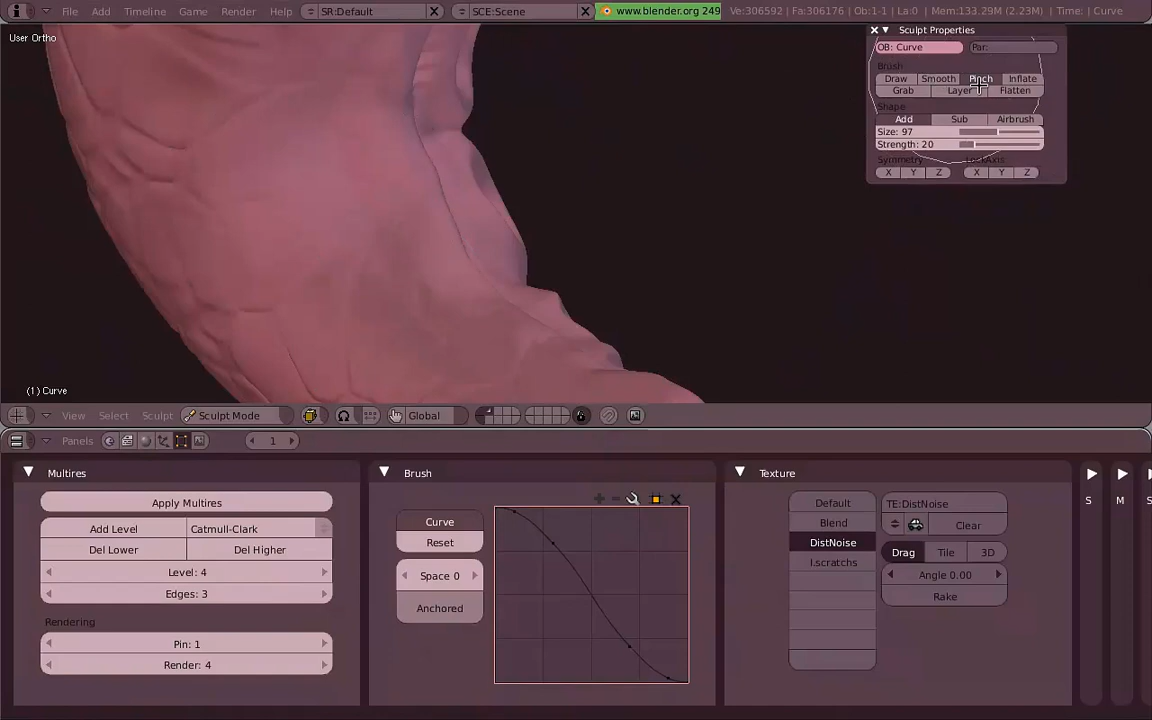 File Add Timeline Game Render Help SR:Default SCE:Scene www.blender.org 249 Ve:306592 | Fa:306176 | Ob:1-1 | La:0 | Mem:133.29M (2.23M) | Time: | Curve
User Ortho
Sculpt Properties
OB: Curve Par:
Brush
Draw Smooth Pinch Inflate
Grab Layer Flatten
Shape
Add Sub Airbrush
Size: 97
Strength: 20
Symmetry LockAxis
X Y Z X Y Z
(1) Curve
View Select Sculpt Sculpt Mode Global
Panels 1
Multires Brush Texture
Apply Multires
Add Level Catmull-Clark
Del Lower Del Higher
Level: 4
Edges: 3
Rendering
Pin: 1
Render: 4
Curve
Reset
Space 0
Anchored
Default
Blend
DistNoise
I.scratchs
TE:DistNoise
Clear
Drag Tile 3D
Angle 0.00
Rake
S M S